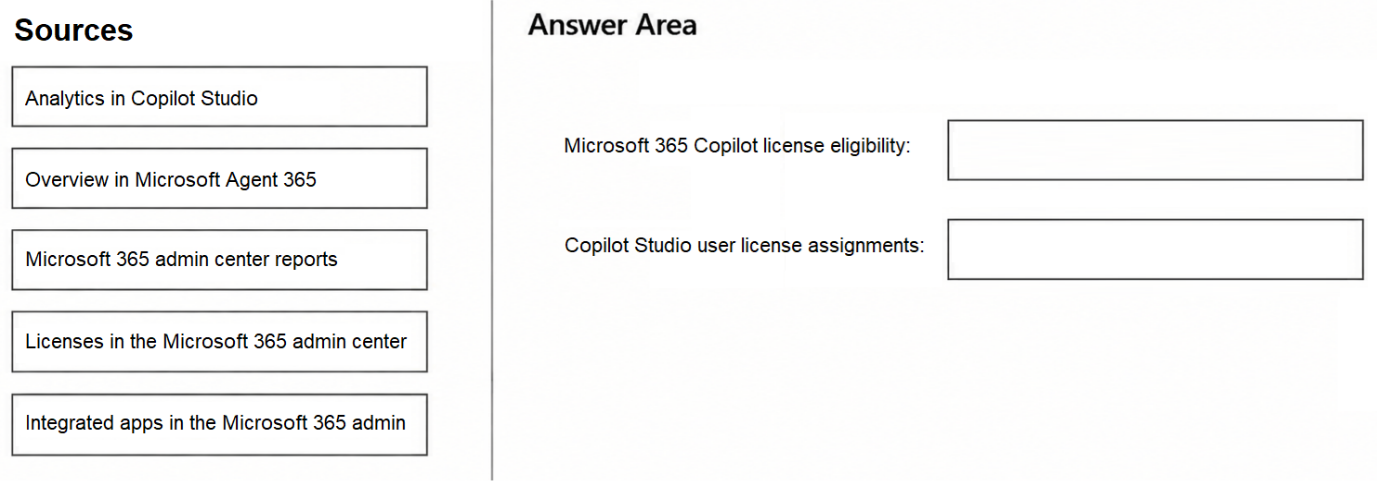 Sources
Analytics in Copilot Studio
Overview in Microsoft Agent 365
Microsoft 365 admin center reports
Licenses in the Microsoft 365 admin center
Integrated apps in the Microsoft 365 admin
Answer Area
Microsoft 365 Copilot license eligibility:
Copilot Studio user license assignments: